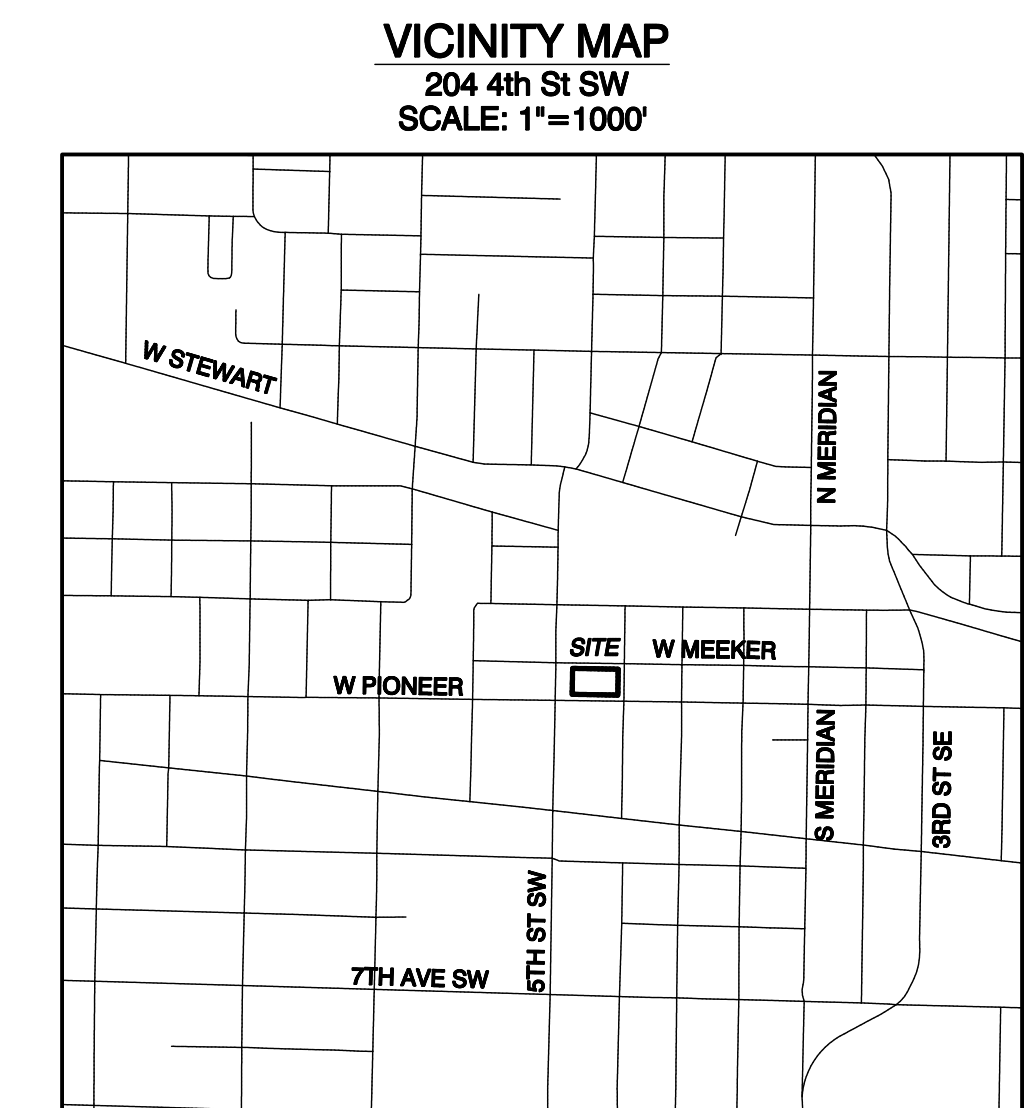 VICINITY MAP
204 4th St SW
SCALE: 1"=1000'
W STEWART
N MERIDIAN
SITE
W MEEKER
W PIONEER
S MERIDIAN
3RD ST SE
5TH ST SW
7TH AVE SW